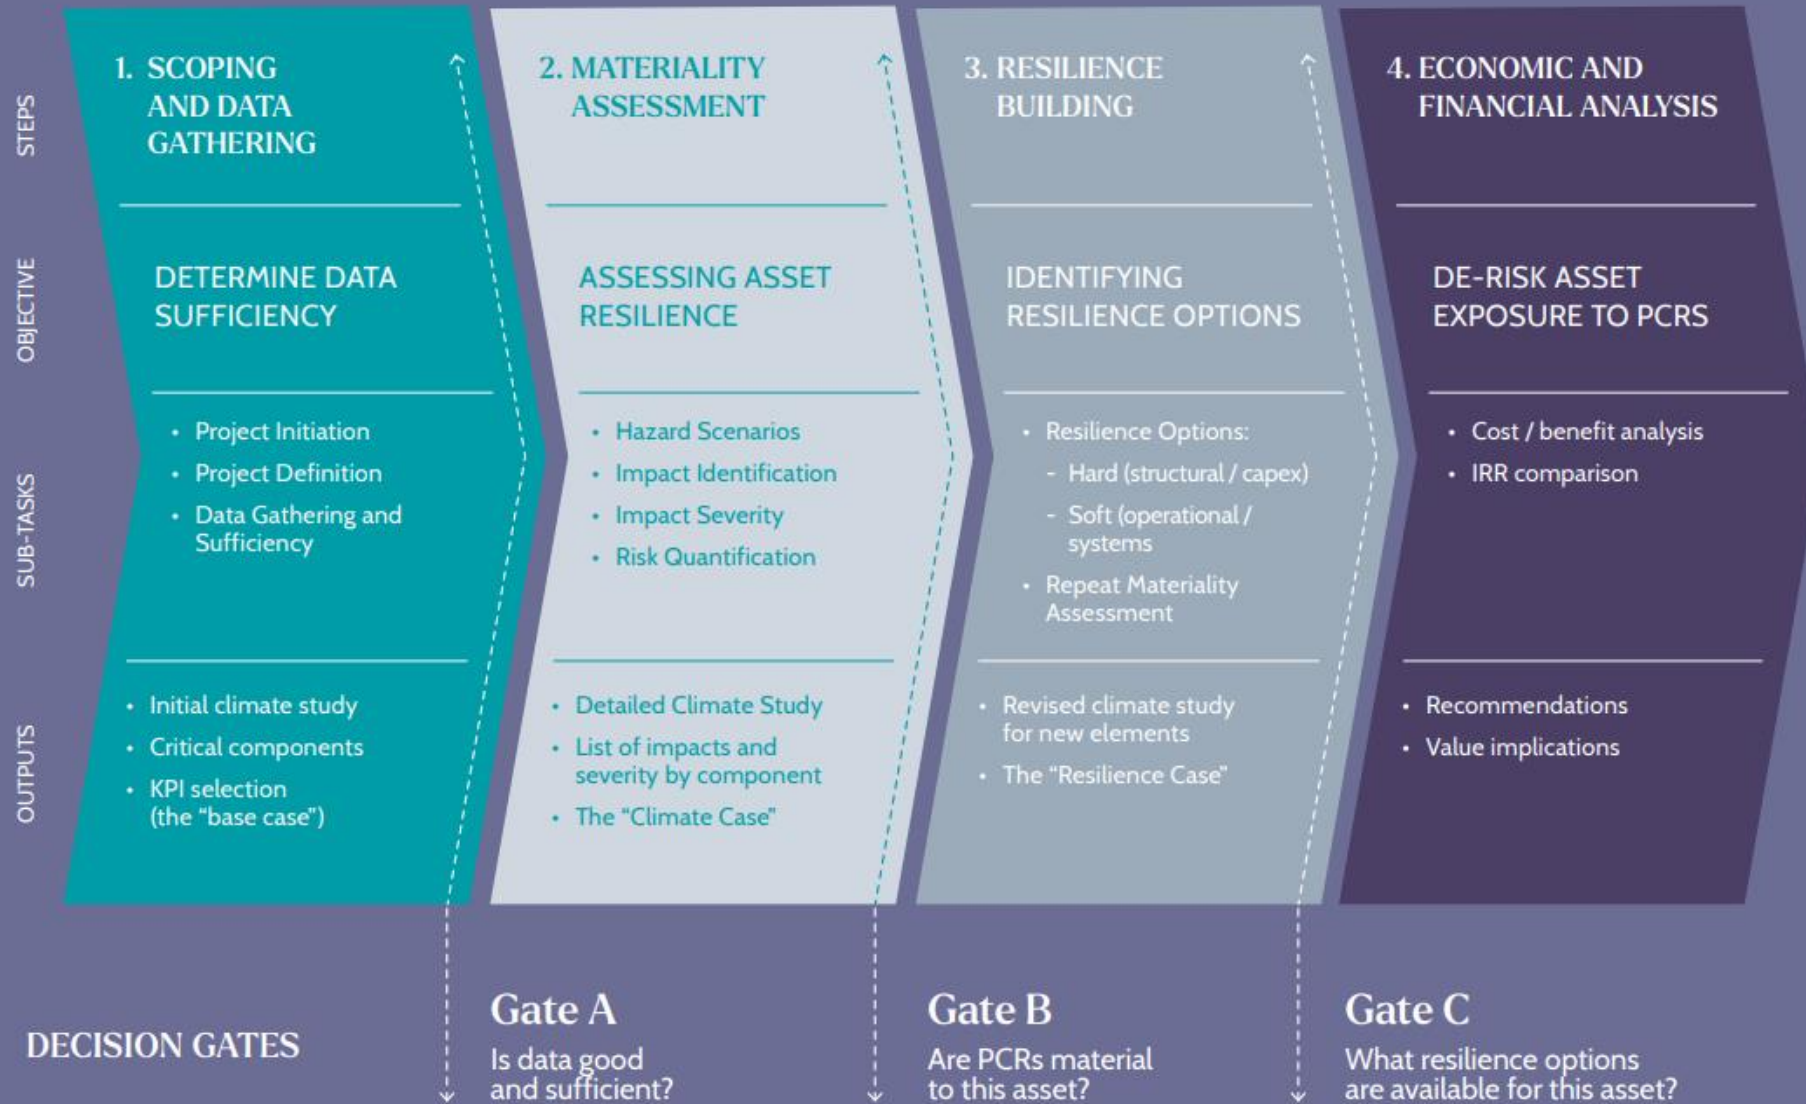 STEPS
1. SCOPING
AND DATA
GATHERING
2. MATERIALITY
ASSESSMENT
3. RESILIENCE
BUILDING
4. ECONOMIC AND
FINANCIAL ANALYSIS
OBJECTIVE
DETERMINE DATA
SUFFICIENCY
ASSESSING ASSET
RESILIENCE
IDENTIFYING
RESILIENCE OPTIONS
DE-RISK ASSET
EXPOSURE TO PCRS
SUB-TASKS
• Project Initiation
• Project Definition
• Data Gathering and
Sufficiency
• Hazard Scenarios
• Impact Identification
• Impact Severity
• Risk Quantification
• Resilience Options:
- Hard (structural / capex)
- Soft (operational /
systems
• Repeat Materiality
Assessment
• Cost / benefit analysis
• IRR comparison
OUTPUTS
• Initial climate study
• Critical components
• KPI selection
(the “base case”)
• Detailed Climate Study
• List of impacts and
severity by component
• The “Climate Case”
• Revised climate study
for new elements
• The “Resilience Case”
• Recommendations
• Value implications
DECISION GATES
Gate A
Is data good
and sufficient?
Gate B
Are PCRs material
to this asset?
Gate C
What resilience options
are available for this asset?